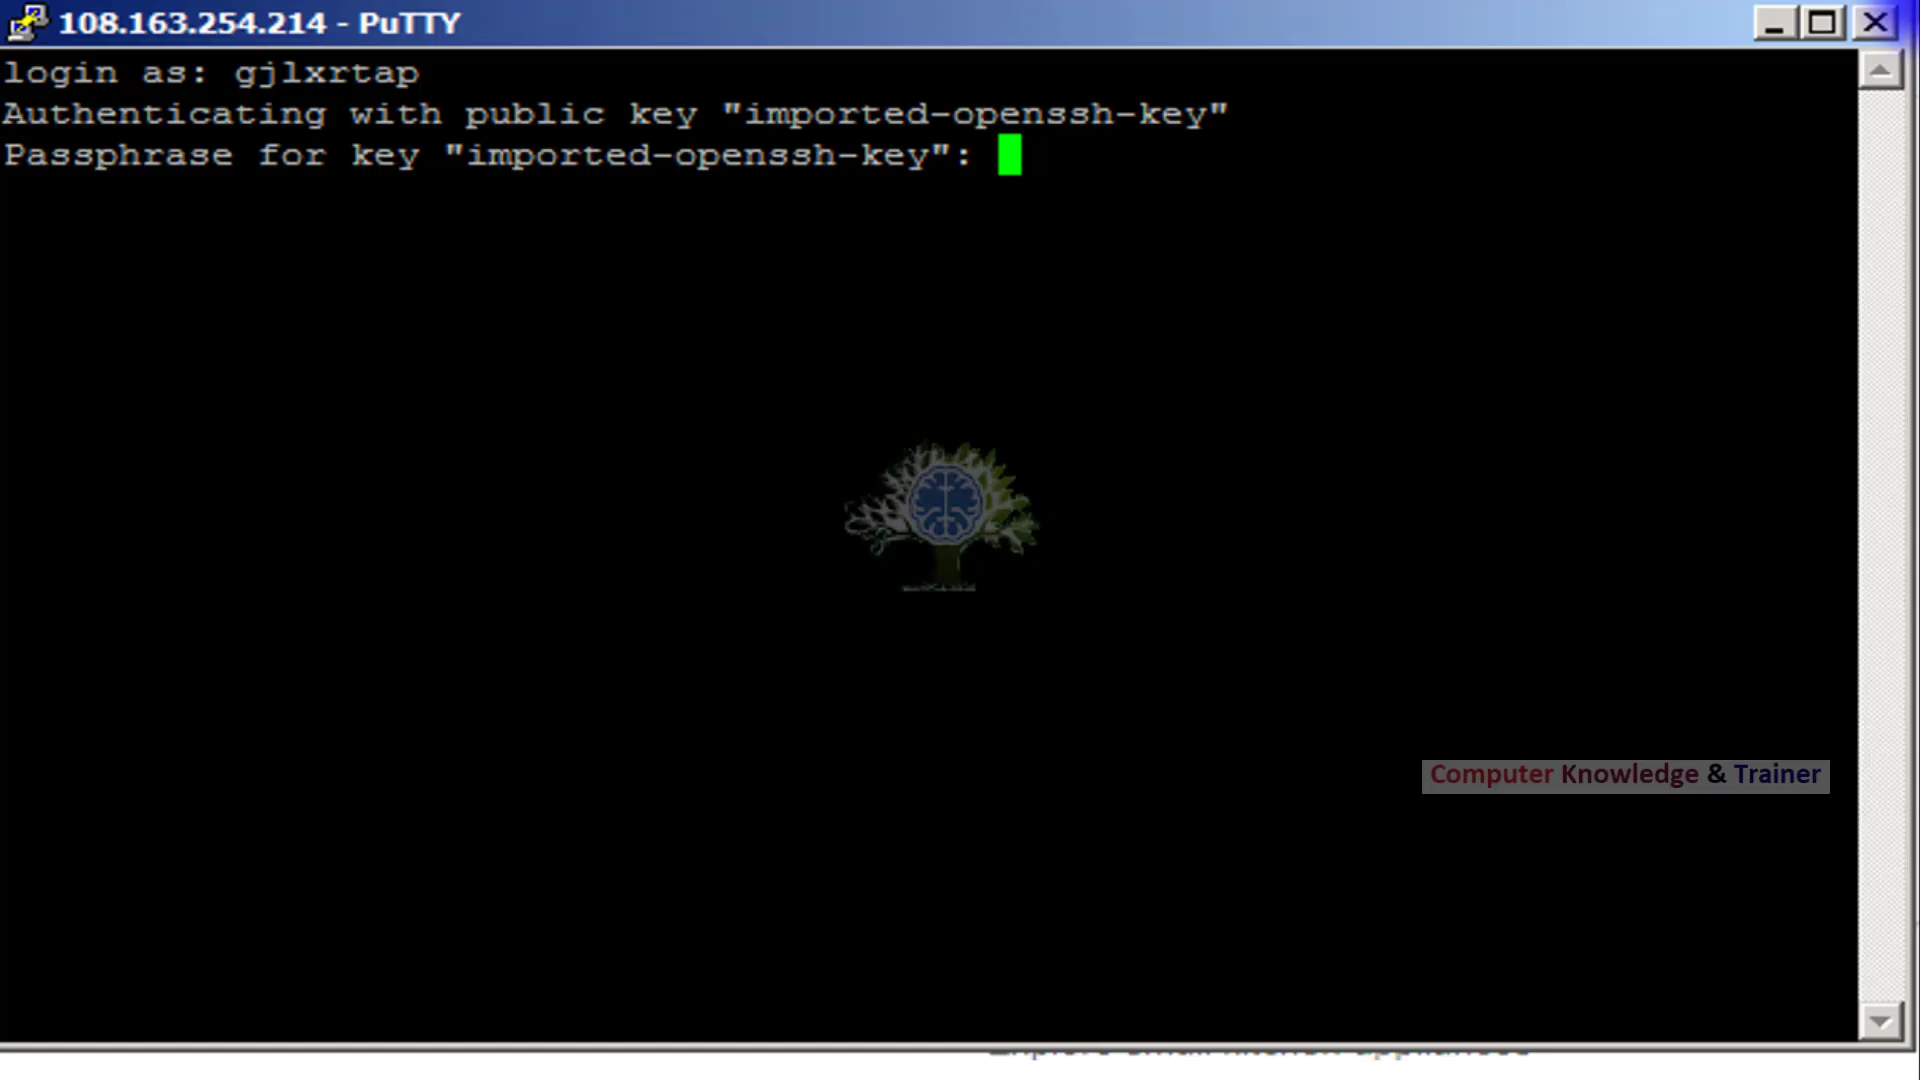 108.163.254.214 - PuTTY
login as: gjlxrtap
Authenticating with public key "imported-openssh-key"
Passphrase for key "imported-openssh-key":
Computer Knowledge & Trainer